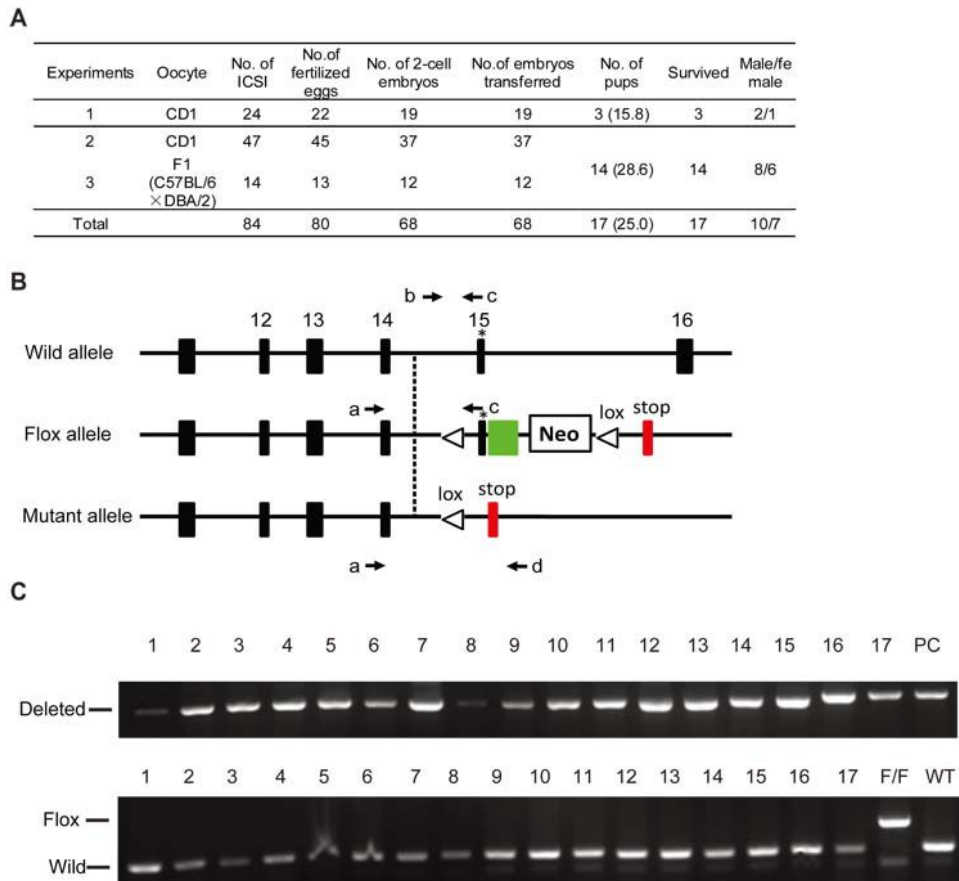 A
Experiments Oocyte No. of ICSI No.of fertilized eggs No. of 2-cell embryos No.of embryos transferred No. of pups Survived Male/fe male
1 CD1 24 22 19 19 3 (15.8) 3 2/1
2 CD1 47 45 37 37
3 F1 (C57BL/6 ×DBA/2) 14 13 12 12 14 (28.6) 14 8/6
Total 84 80 68 68 17 (25.0) 17 10/7
B
b c
12 13 14 15 16
*
Wild allele
a c
*
lox stop
Flox allele Neo
lox stop
Mutant allele
a d
C
1 2 3 4 5 6 7 8 9 10 11 12 13 14 15 16 17 PC
Deleted
1 2 3 4 5 6 7 8 9 10 11 12 13 14 15 16 17 F/F WT
Flox
Wild